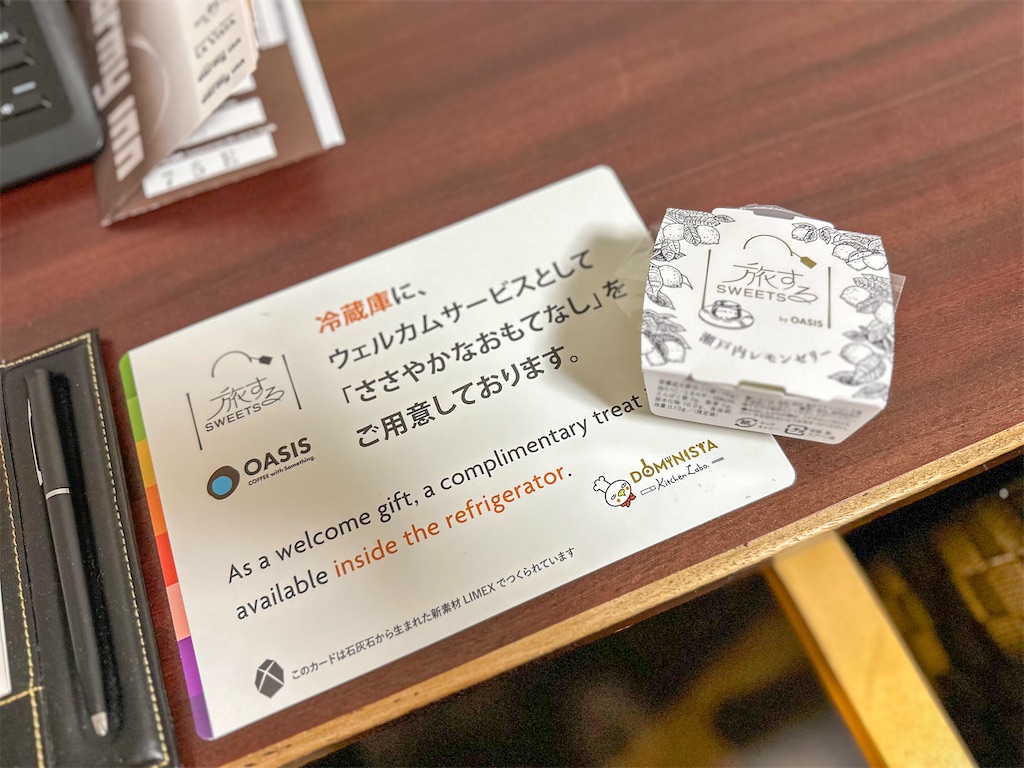 rmy Inn
冷蔵庫に、
ウェルカムサービスとして
「ささやかなおもてなし」を
ご用意しております。
旅する
SWEETS
OASIS
COFFEE with Something.
As a welcome gift, a complimentary treat
available inside the refrigerator.
DOMINISTA
Kitchen Labo.
このカードは石灰石から生まれた新素材 LIMEX でつくられています
旅する
SWEETS
by OASIS
瀬戸内レモンゼリー